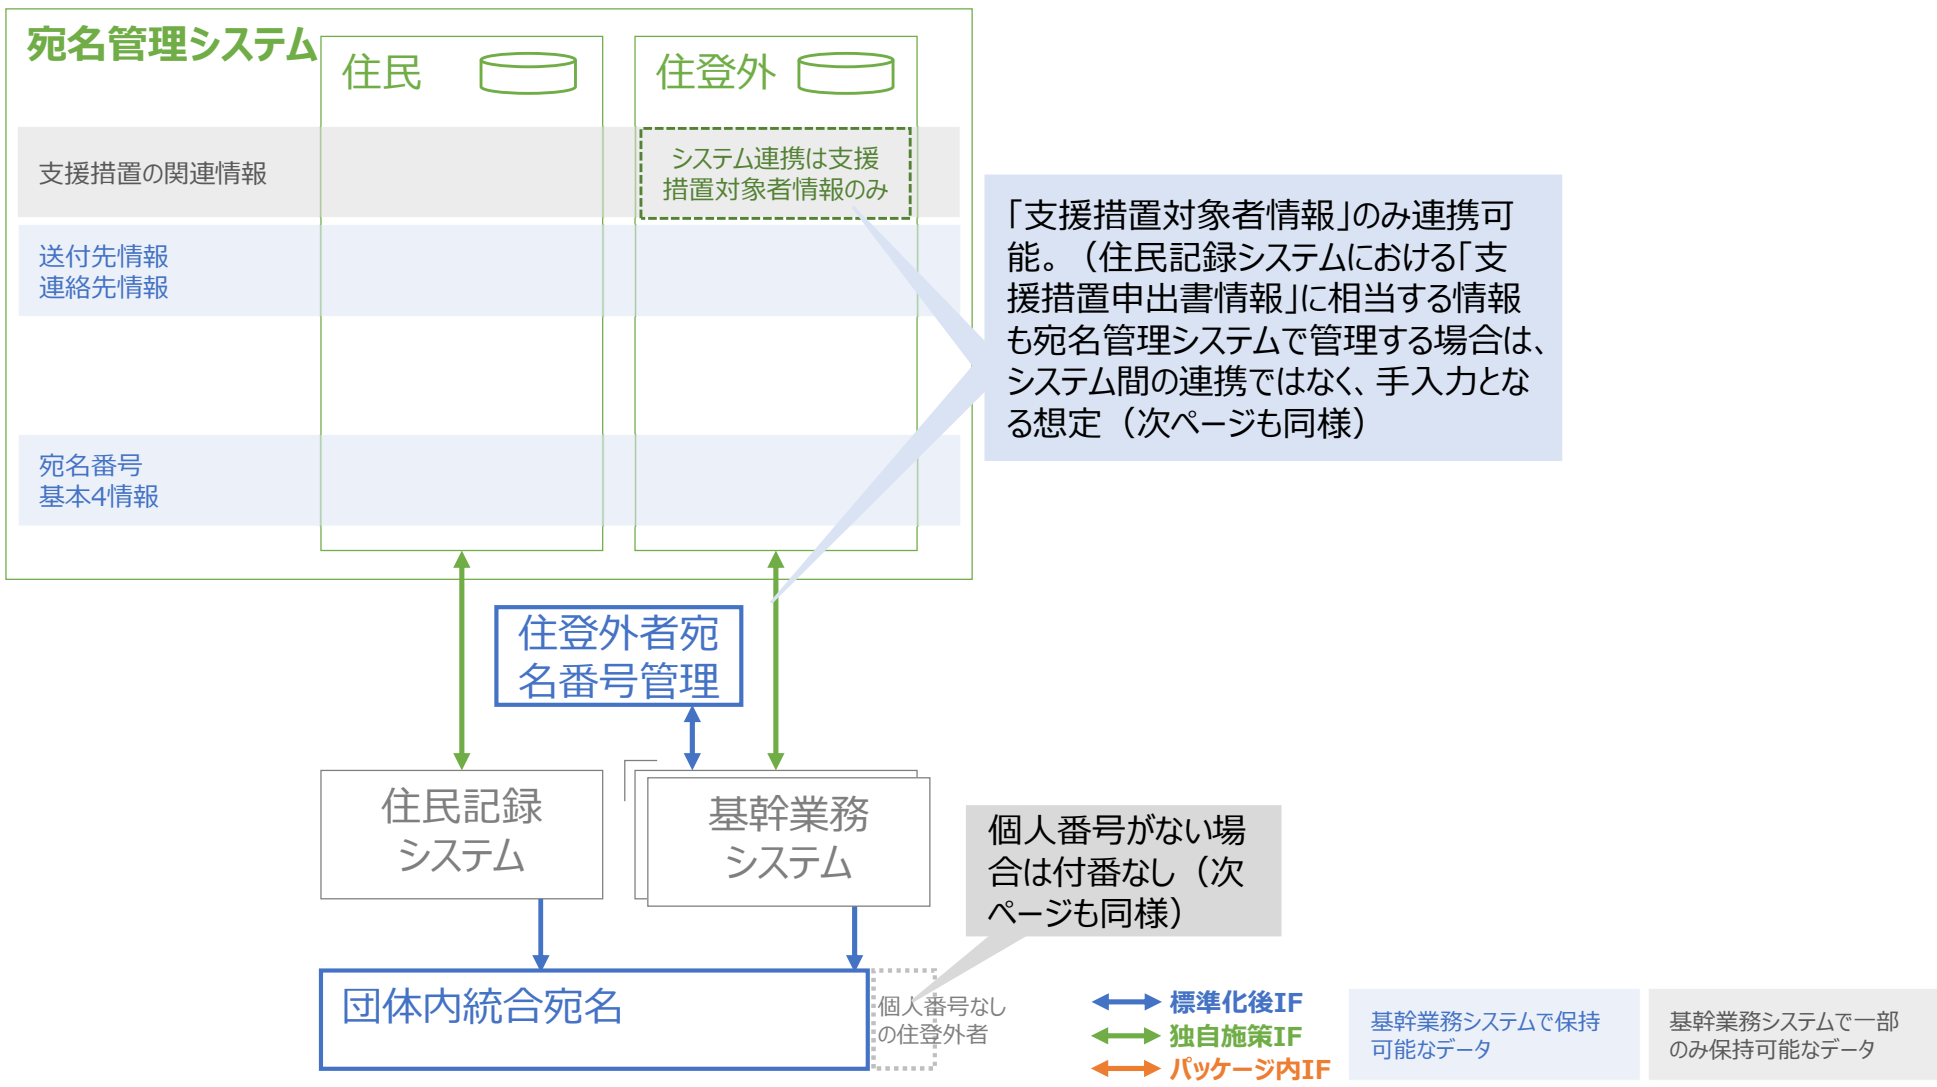 宛名管理システム
住民
住登外
支援措置の関連情報
システム連携は支援
措置対象者情報のみ
送付先情報
連絡先情報
宛名番号
基本4情報
「支援措置対象者情報」のみ連携可
能。（住民記録システムにおける「支
援措置申出書情報」に相当する情報
も宛名管理システムで管理する場合は、
システム間の連携ではなく、手入力とな
る想定（次ページも同様）
住登外者宛
名番号管理
住民記録
システム
基幹業務
システム
個人番号がない場
合は付番なし（次
ページも同様）
団体内統合宛名
個人番号なし
の住登外者
標準化後IF
独自施策IF
パッケージ内IF
基幹業務システムで保持
可能なデータ
基幹業務システムで一部
のみ保持可能なデータ